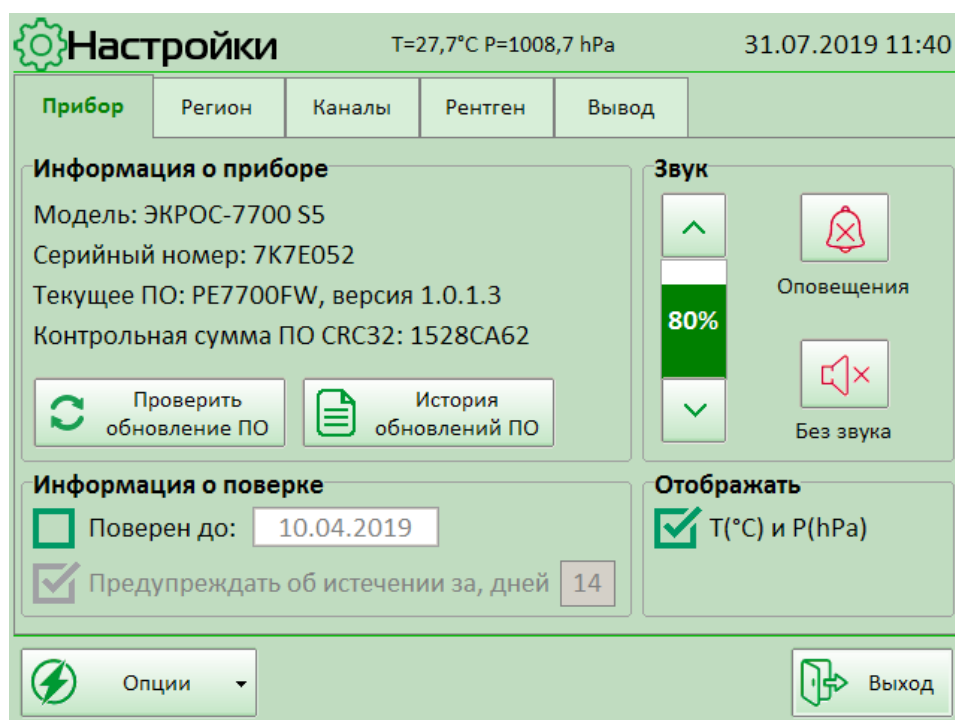 Настройки T=27,7°C P=1008,7 hPa 31.07.2019 11:40
Прибор Регион Каналы Рентген Вывод
Информация о приборе
Модель: ЭКРОС-7700 S5
Серийный номер: 7K7E052
Текущее ПО: PE7700FW, версия 1.0.1.3
Контрольная сумма ПО CRC32: 1528CA62
Проверить
обновление ПО
История
обновлений ПО
Звук
80%
Оповещения
Без звука
Информация о поверке
Поверен до: 10.04.2019
Предупреждать об истечении за, дней 14
Отображать
T(°C) и P(hPa)
Опции
Выход